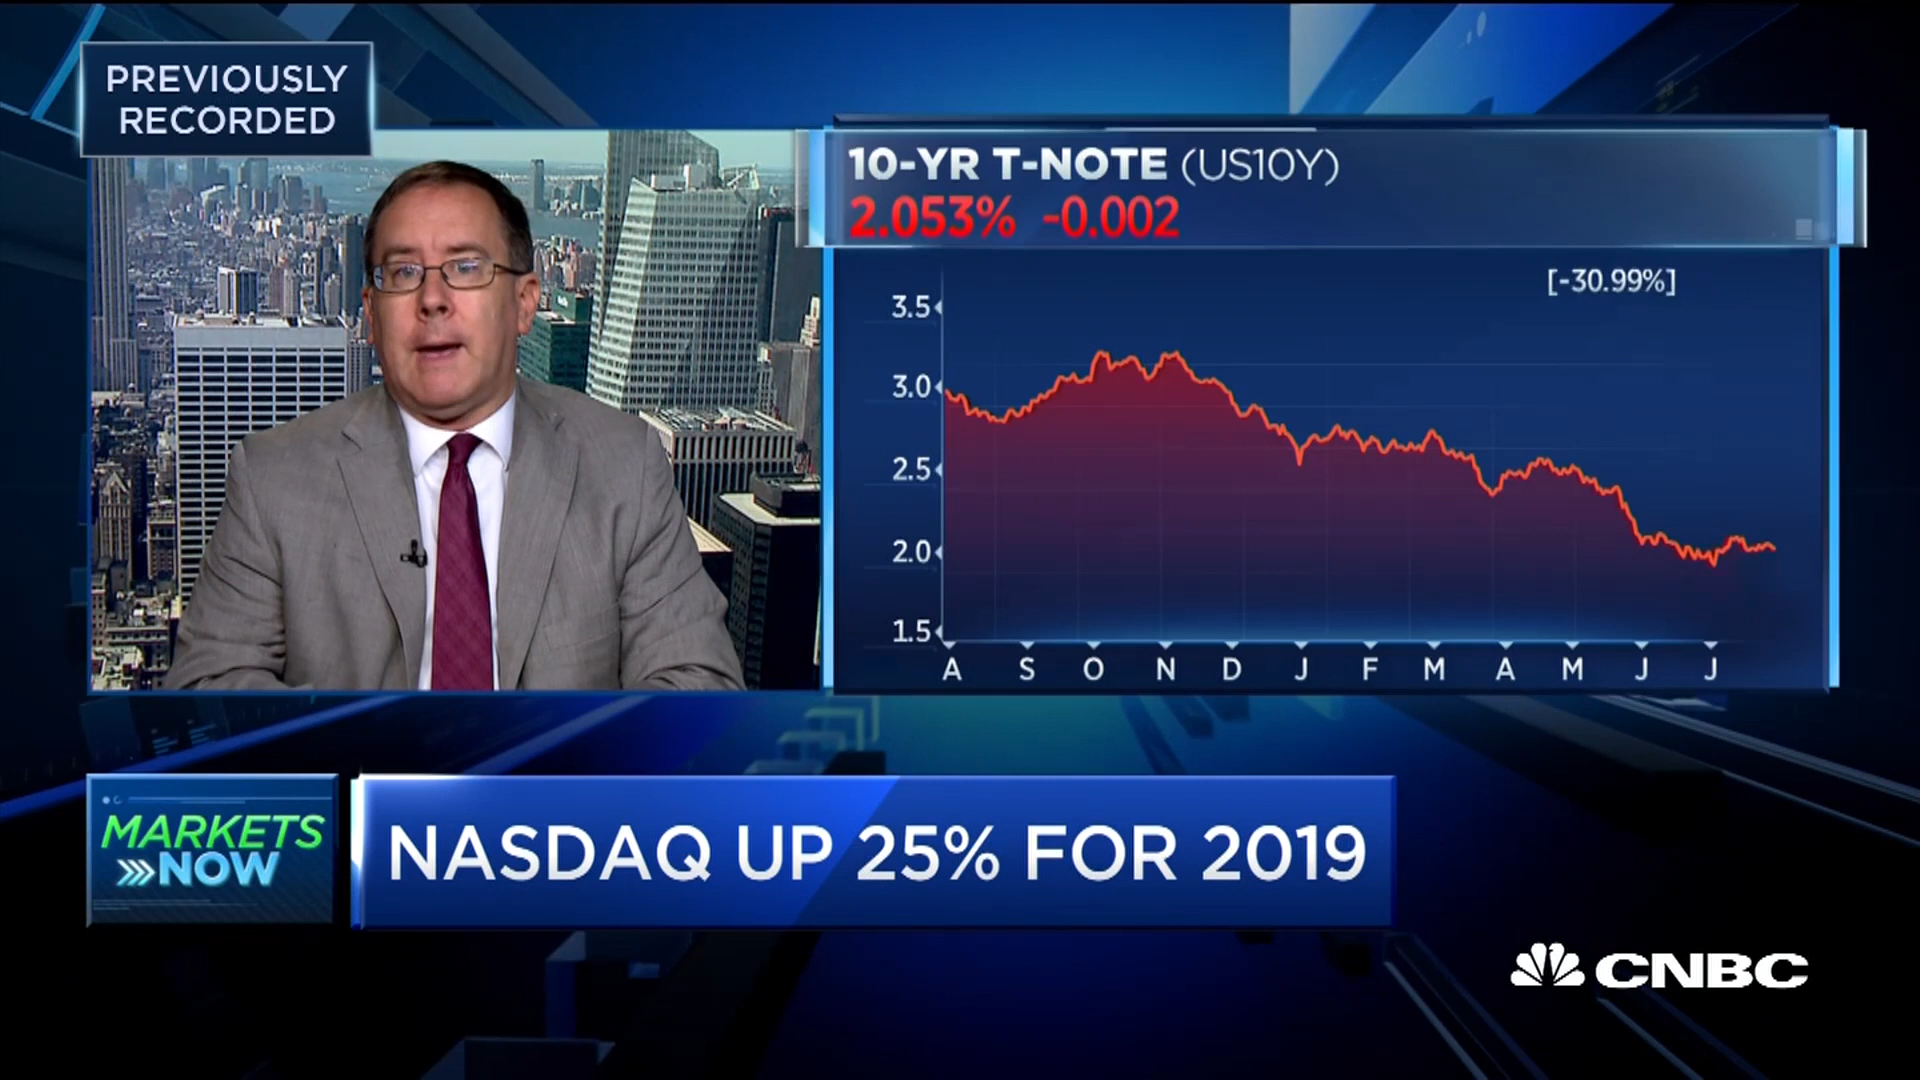 PREVIOUSLY
RECORDED
10-YR T-NOTE (US10Y)
2.053% -0.002
[-30.99%]
3.5
3.0
2.5
2.0
1.5
A S O N D J F M A M J J
MARKETS
NOW
NASDAQ UP 25% FOR 2019
CNBC